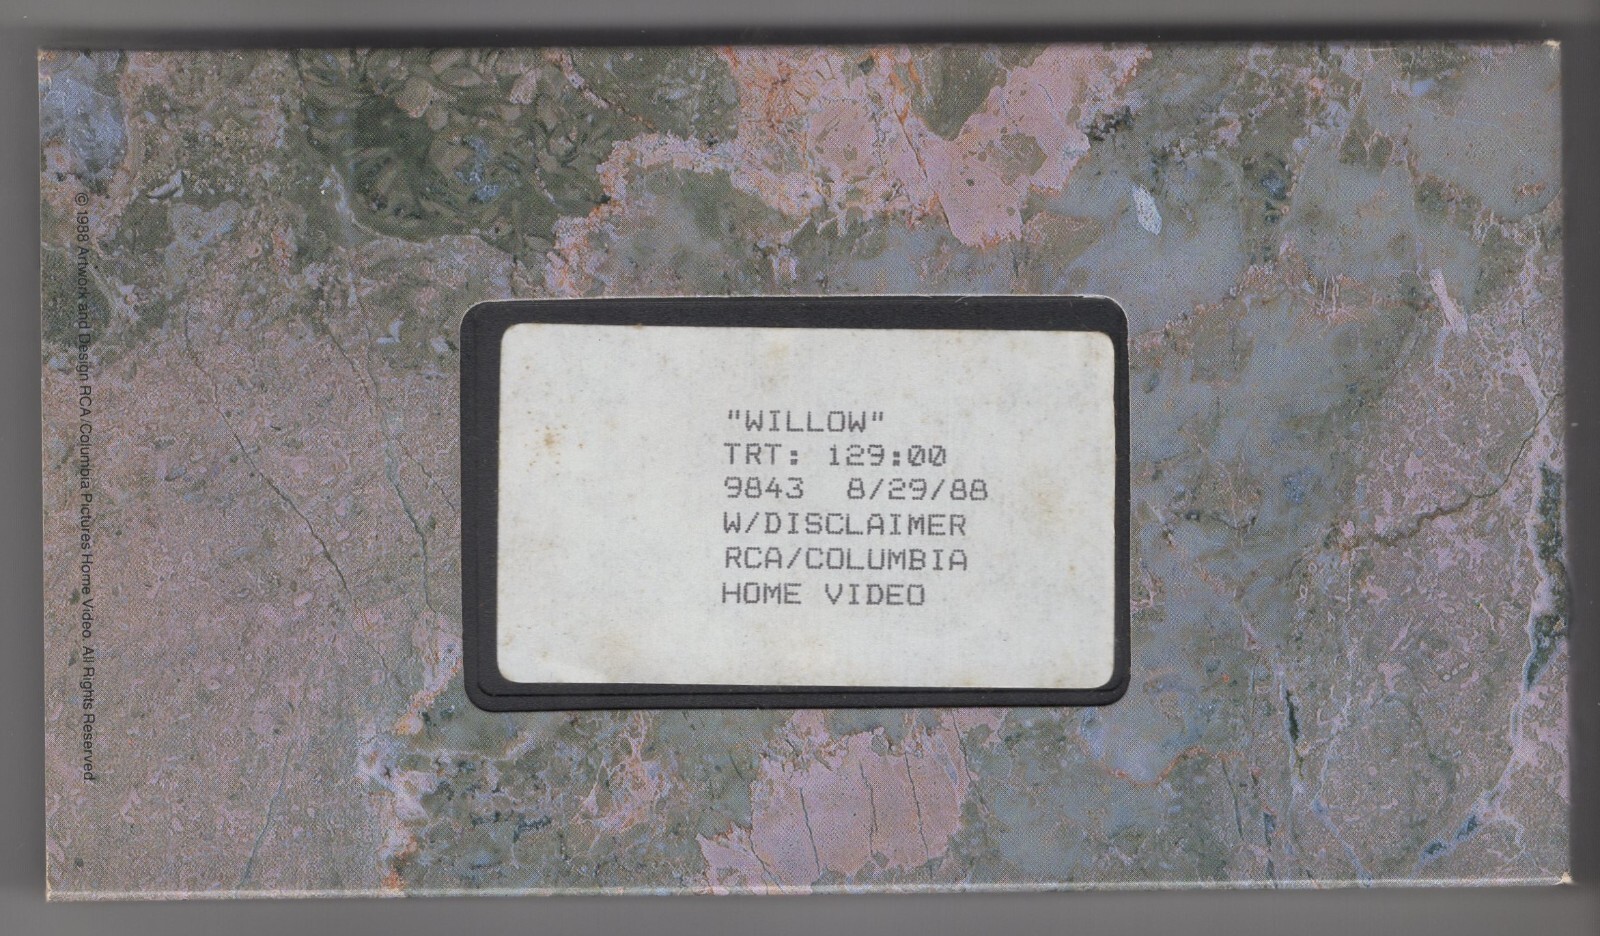 © 1988 Artwork and Design RCA/Columbia Pictures Home Video. All Rights Reserved.
"WILLOW"
TRT: 129:00
9843  8/29/88
W/DISCLAIMER
RCA/COLUMBIA
HOME VIDEO